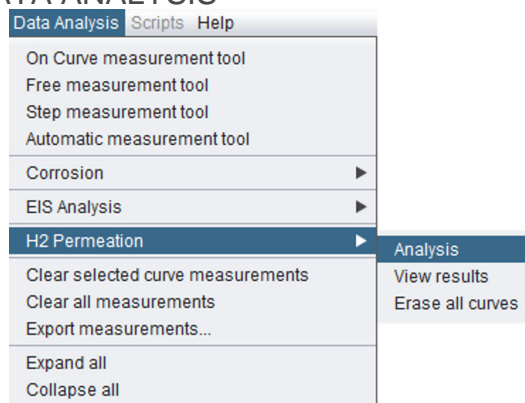 ATA ANALYSIS
Data Analysis Scripts Help
On Curve measurement tool
Free measurement tool
Step measurement tool
Automatic measurement tool
Corrosion
EIS Analysis
H2 Permeation
Analysis
View results
Erase all curves
Clear selected curve measurements
Clear all measurements
Export measurements...
Expand all
Collapse all